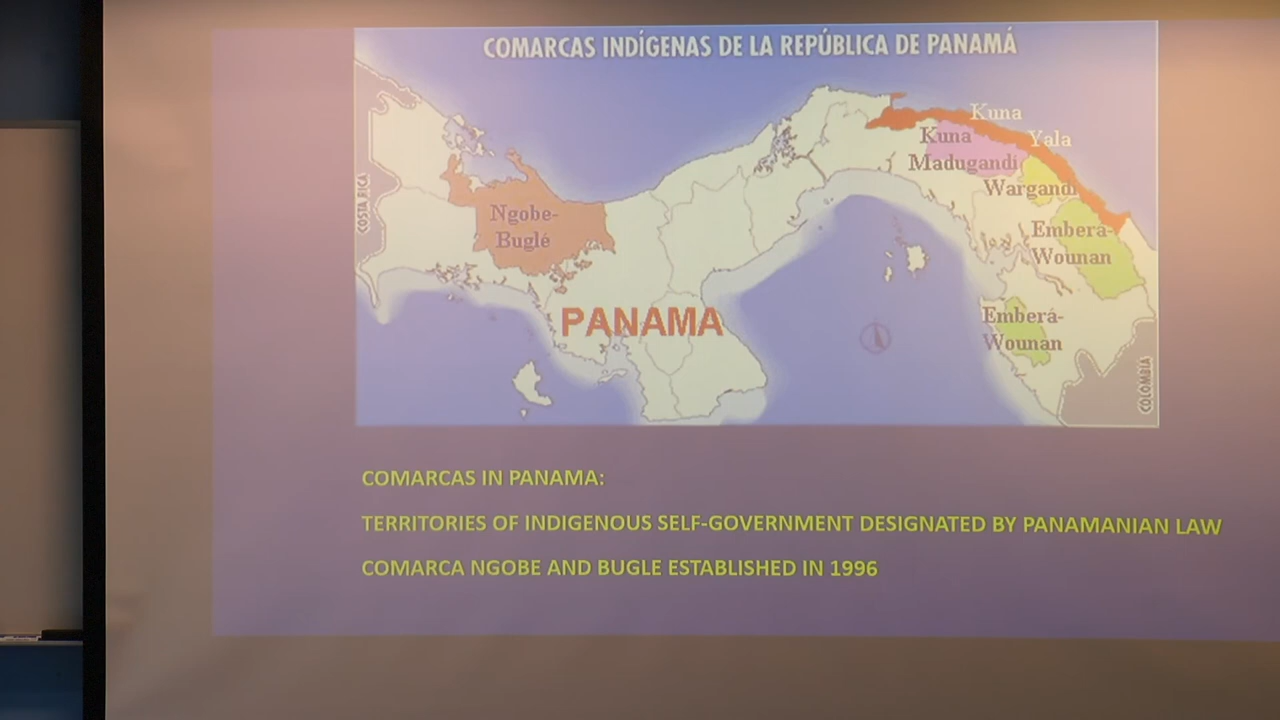 COMARCAS INDÍGENAS DE LA REPÚBLICA DE PANAMÁ
Kuna
Yala
Kuna
Madugandi
Wargandi
COSTA RICA
Ngobe-
Buglé
Emberá-
Wounan
PANAMA
Emberá-
Wounan
COLOMBIA
COMARCAS IN PANAMA:
TERRITORIES OF INDIGENOUS SELF-GOVERNMENT DESIGNATED BY PANAMANIAN LAW
COMARCA NGOBE AND BUGLE ESTABLISHED IN 1996